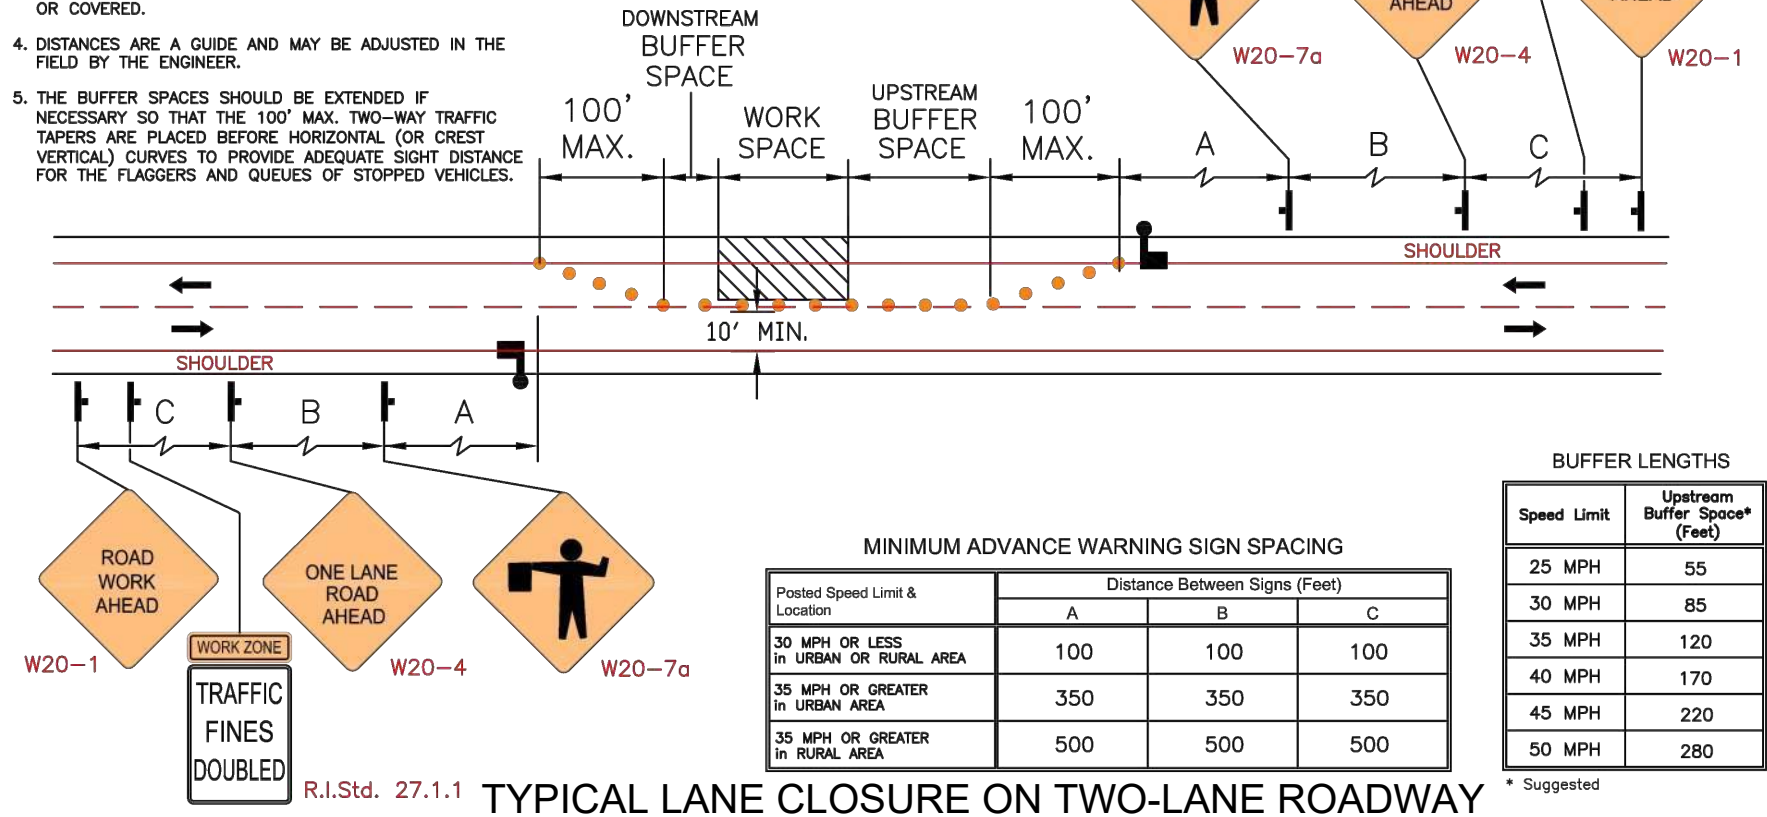 OR COVERED.
4. DISTANCES ARE A GUIDE AND MAY BE ADJUSTED IN THE
FIELD BY THE ENGINEER.
5. THE BUFFER SPACES SHOULD BE EXTENDED IF
NECESSARY SO THAT THE 100' MAX. TWO-WAY TRAFFIC
TAPERS ARE PLACED BEFORE HORIZONTAL (OR CREST
VERTICAL) CURVES TO PROVIDE ADEQUATE SIGHT DISTANCE
FOR THE FLAGGERS AND QUEUES OF STOPPED VEHICLES.
100'
MAX.
DOWNSTREAM
BUFFER
SPACE
WORK
SPACE
UPSTREAM
BUFFER
SPACE
100'
MAX.
A
B
C
W20-7a
AHEAD
W20-4
W20-1
SHOULDER
10' MIN.
SHOULDER
C
B
A
ROAD
WORK
AHEAD
W20-1
WORK ZONE
TRAFFIC
FINES
DOUBLED
R.I.Std. 27.1.1
ONE LANE
ROAD
AHEAD
W20-4
W20-7a
MINIMUM ADVANCE WARNING SIGN SPACING
Posted Speed Limit &
Location
Distance Between Signs (Feet)
A B C
30 MPH OR LESS
in URBAN OR RURAL AREA
100 100 100
35 MPH OR GREATER
in URBAN AREA
350 350 350
35 MPH OR GREATER
in RURAL AREA
500 500 500
BUFFER LENGTHS
Speed Limit
Upstream
Buffer Space*
(Feet)
25 MPH 55
30 MPH 85
35 MPH 120
40 MPH 170
45 MPH 220
50 MPH 280
* Suggested
TYPICAL LANE CLOSURE ON TWO-LANE ROADWAY